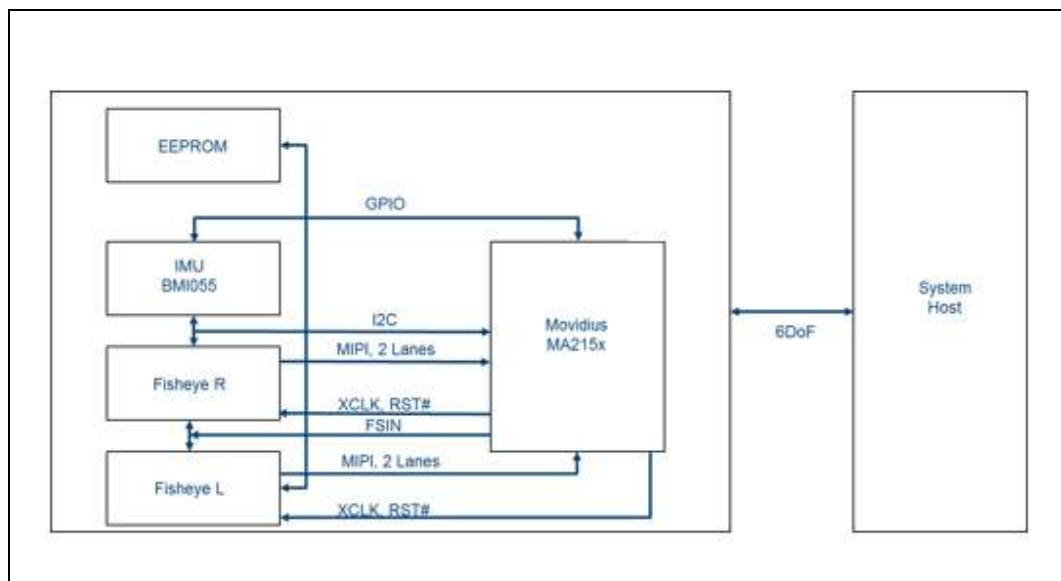 EEPROM
GPIO
IMU
BMI055
I2C
Movidius
MA215x
System
Host
6DoF
MIPI, 2 Lanes
Fisheye R
XCLK, RST#
FSIN
MIPI, 2 Lanes
Fisheye L
XCLK, RST#